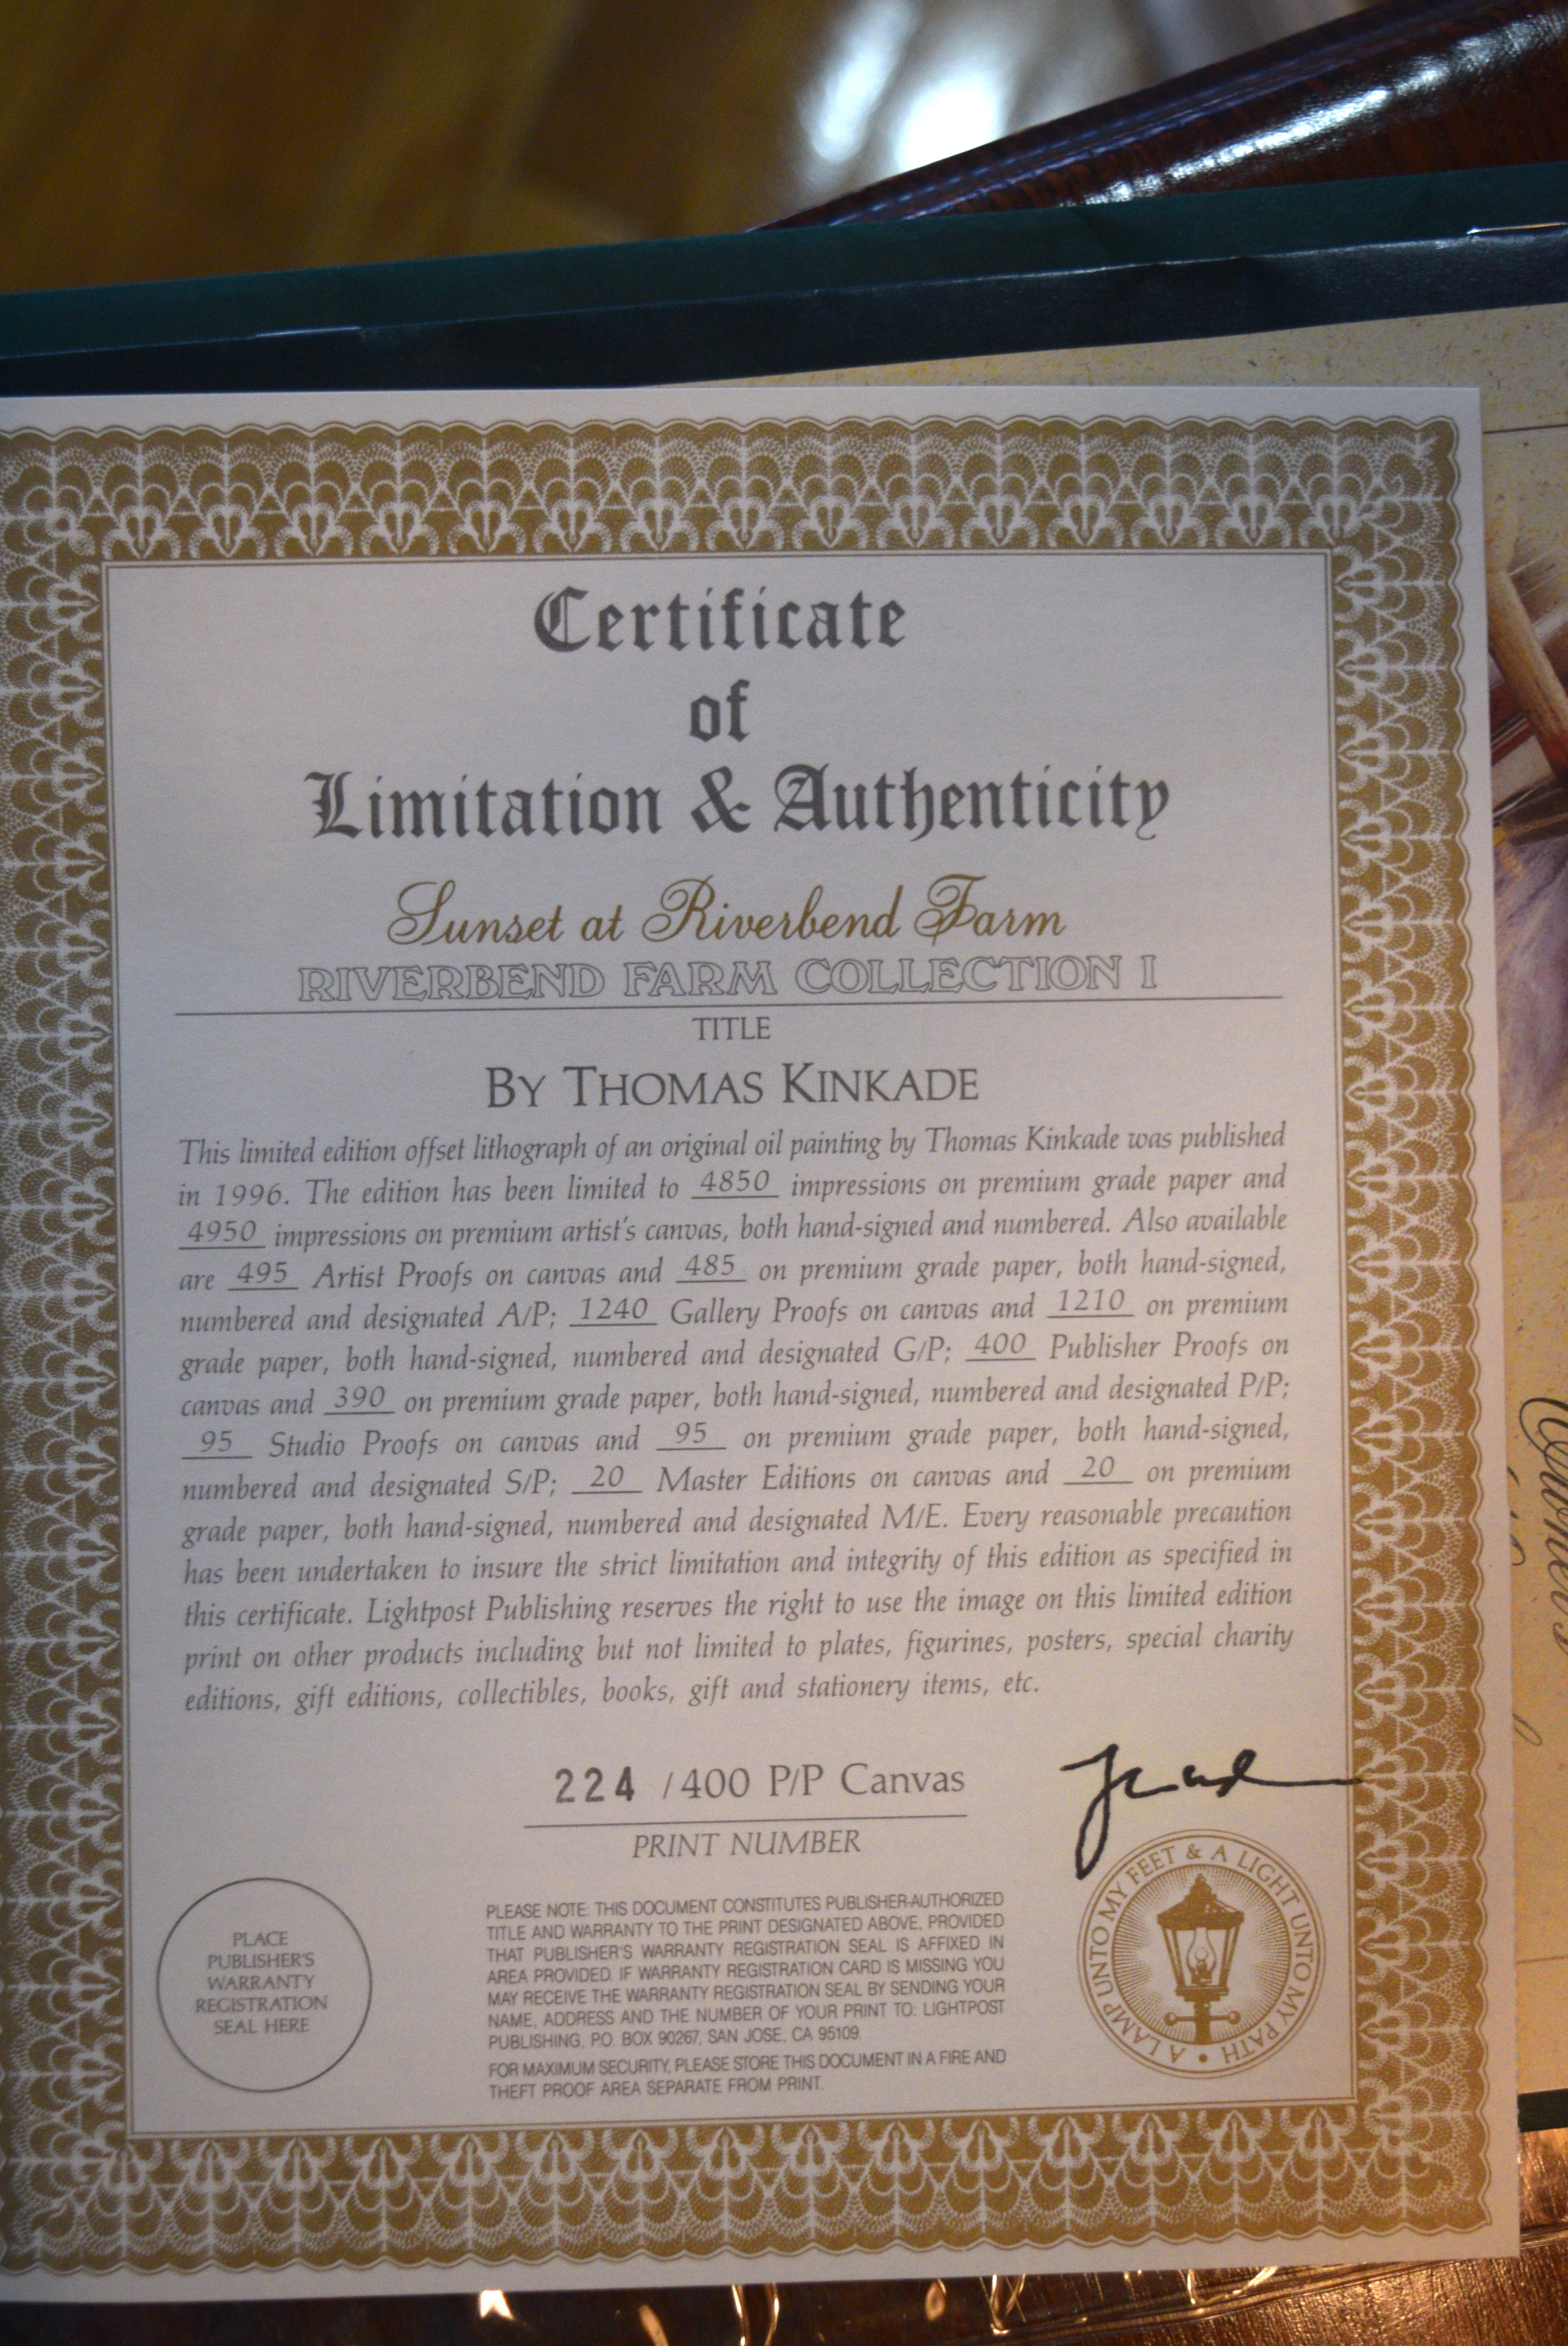 Certificate
of
Limitation & Authenticity
Sunset at Riverbend Farm
RIVERBEND FARM COLLECTION I
TITLE
BY THOMAS KINKADE
This limited edition offset lithograph of an original oil painting by Thomas Kinkade was published
in 1996. The edition has been limited to 4850 impressions on premium grade paper and
4950 impressions on premium artist's canvas, both hand-signed and numbered. Also available
are 495 Artist Proofs on canvas and 485 on premium grade paper, both hand-signed,
numbered and designated A/P; 1240 Gallery Proofs on canvas and 1210 on premium
grade paper, both hand-signed, numbered and designated G/P; 400 Publisher Proofs on
canvas and 390 on premium grade paper, both hand-signed, numbered and designated P/P;
95 Studio Proofs on canvas and 95 on premium grade paper, both hand-signed,
numbered and designated S/P; 20 Master Editions on canvas and 20 on premium
grade paper, both hand-signed, numbered and designated M/E. Every reasonable precaution
has been undertaken to insure the strict limitation and integrity of this edition as specified in
this certificate. Lightpost Publishing reserves the right to use the image on this limited edition
print on other products including but not limited to plates, figurines, posters, special charity
editions, gift editions, collectibles, books, gift and stationery items, etc.
224 /400 P/P Canvas
PRINT NUMBER
PLACE
PUBLISHER'S
WARRANTY
REGISTRATION
SEAL HERE
PLEASE NOTE: THIS DOCUMENT CONSTITUTES PUBLISHER-AUTHORIZED
TITLE AND WARRANTY TO THE PRINT DESIGNATED ABOVE, PROVIDED
THAT PUBLISHER'S WARRANTY REGISTRATION SEAL IS AFFIXED IN
AREA PROVIDED. IF WARRANTY REGISTRATION CARD IS MISSING YOU
MAY RECEIVE THE WARRANTY REGISTRATION SEAL BY SENDING YOUR
NAME, ADDRESS AND THE NUMBER OF YOUR PRINT TO: LIGHTPOST
PUBLISHING, P.O. BOX 90267, SAN JOSE, CA 95109.
FOR MAXIMUM SECURITY, PLEASE STORE THIS DOCUMENT IN A FIRE AND
THEFT PROOF AREA SEPARATE FROM PRINT.
A LAMP UNTO MY FEET & A LIGHT UNTO MY PATH •